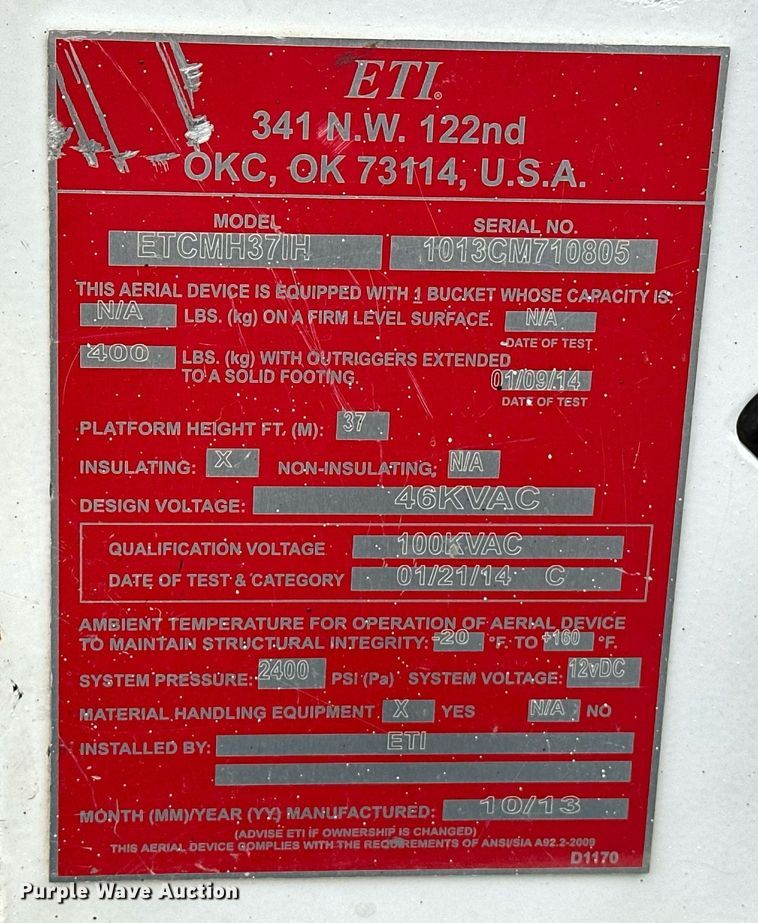 ETI®
341 N.W. 122nd
OKC, OK 73114, U.S.A.
MODEL SERIAL NO.
ETCMH37IH 1013CM710805
THIS AERIAL DEVICE IS EQUIPPED WITH 1 BUCKET WHOSE CAPACITY IS:
N/A LBS. (kg) ON A FIRM LEVEL SURFACE. N/A
DATE OF TEST
400 LBS. (kg) WITH OUTRIGGERS EXTENDED
TO A SOLID FOOTING 01/09/14
DATE OF TEST
PLATFORM HEIGHT FT. (M): 37
INSULATING: X NON-INSULATING: N/A
DESIGN VOLTAGE: 46KVAC
QUALIFICATION VOLTAGE 100KVAC
DATE OF TEST & CATEGORY 01/21/14 C
AMBIENT TEMPERATURE FOR OPERATION OF AERIAL DEVICE
TO MAINTAIN STRUCTURAL INTEGRITY: -20 °F. TO +160 °F.
SYSTEM PRESSURE: 2400 PSI (Pa) SYSTEM VOLTAGE: 12vDC
MATERIAL HANDLING EQUIPMENT X YES N/A NO
INSTALLED BY: ETI
MONTH (MM)/YEAR (YY) MANUFACTURED: 10/13
(ADVISE ETI IF OWNERSHIP IS CHANGED)
THIS AERIAL DEVICE COMPLIES WITH THE REQUIREMENTS OF ANSI/SIA A92.2-2009
D1170
Purple Wave Auction